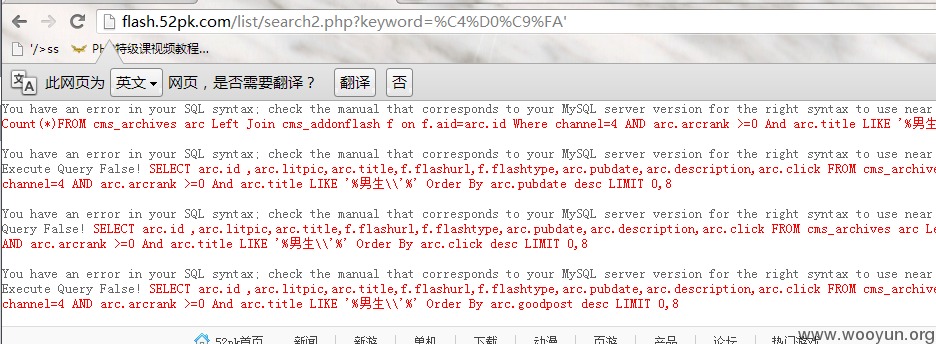 flash.52pk.com/list/search2.php?keyword=%C4%D0%C9%FA'
'/>ss PH 特级课视频教程...
此网页为 英文 网页，是否需要翻译？ 翻译 否
You have an error in your SQL syntax; check the manual that corresponds to your MySQL server version for the right syntax to use near
Count(*)FROM cms_archives arc Left Join cms_addonflash f on f.aid=arc.id Where channel=4 AND arc.arcrank >=0 And arc.title LIKE '%男生
You have an error in your SQL syntax; check the manual that corresponds to your MySQL server version for the right syntax to use near
Execute Query False! SELECT arc.id ,arc.litpic,arc.title,f.flashurl,f.flashtype,arc.pubdate,arc.description,arc.click FROM cms_archives
channel=4 AND arc.arcrank >=0 And arc.title LIKE '%男生\\'%' Order By arc.pubdate desc LIMIT 0,8
You have an error in your SQL syntax; check the manual that corresponds to your MySQL server version for the right syntax to use near
Query False! SELECT arc.id ,arc.litpic,arc.title,f.flashurl,f.flashtype,arc.pubdate,arc.description,arc.click FROM cms_archives arc Le
AND arc.arcrank >=0 And arc.title LIKE '%男生\\'%' Order By arc.click desc LIMIT 0,8
You have an error in your SQL syntax; check the manual that corresponds to your MySQL server version for the right syntax to use near
Execute Query False! SELECT arc.id ,arc.litpic,arc.title,f.flashurl,f.flashtype,arc.pubdate,arc.description,arc.click FROM cms_archives
channel=4 AND arc.arcrank >=0 And arc.title LIKE '%男生\\'%' Order By arc.goodpost desc LIMIT 0,8
52pk首页 新闻 新游 单机 下载 动漫 页游 产品 论坛 热门游戏
www.wooyun.org